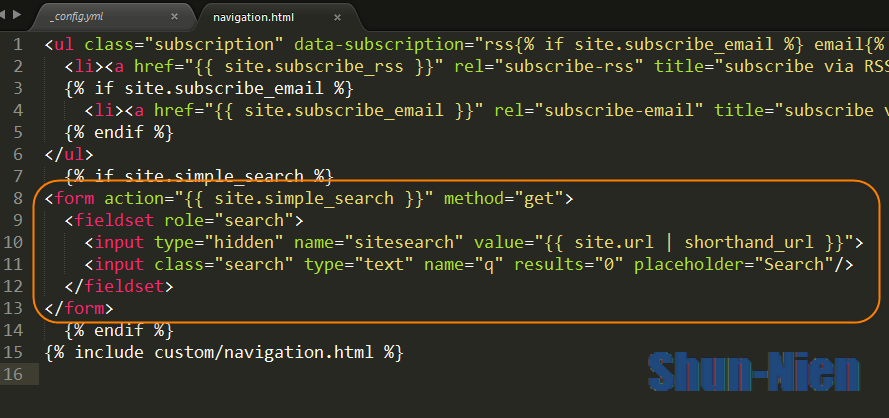 _config.yml × navigation.html ×
1 <ul class="subscription" data-subscription="rss{% if site.subscribe_email %} email{%
2 <li><a href="{{ site.subscribe_rss }}" rel="subscribe-rss" title="subscribe via RSS
3 {% if site.subscribe_email %}
4 <li><a href="{{ site.subscribe_email }}" rel="subscribe-email" title="subscribe v
5 {% endif %}
6 </ul>
7 {% if site.simple_search %}
8 <form action="{{ site.simple_search }}" method="get">
9 <fieldset role="search">
10 <input type="hidden" name="sitesearch" value="{{ site.url | shorthand_url }}">
11 <input class="search" type="text" name="q" results="0" placeholder="Search"/>
12 </fieldset>
13 </form>
14 {% endif %}
15 {% include custom/navigation.html %}
16
Shun-Nien